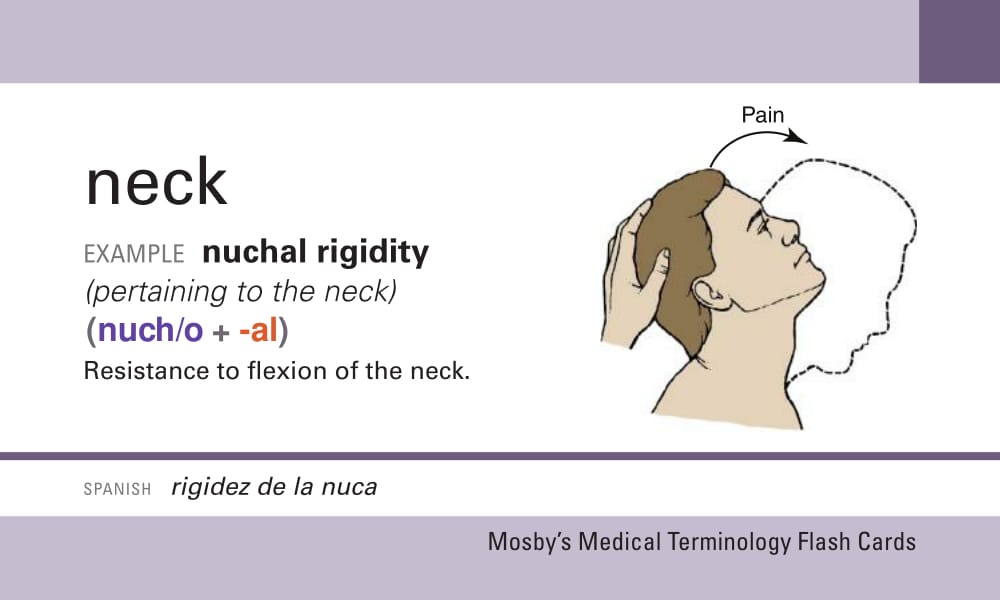 Pain
neck
EXAMPLE nuchal rigidity
(pertaining to the neck)
(nuch/o + -al)
Resistance to flexion of the neck.
SPANISH rigidez de la nuca
Mosby's Medical Terminology Flash Cards